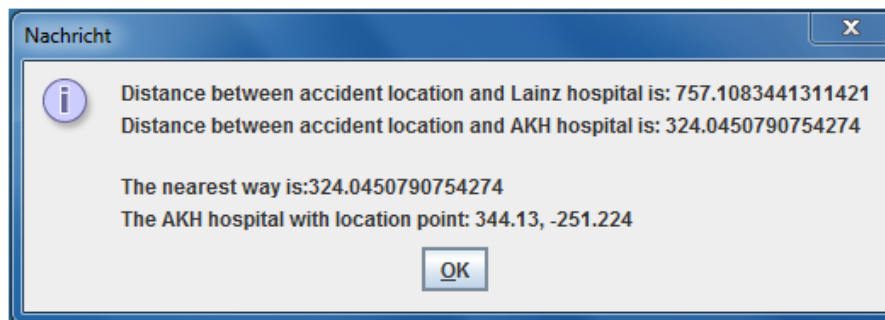 Nachricht
X
i
Distance between accident location and Lainz hospital is: 757.1083441311421
Distance between accident location and AKH hospital is: 324.0450790754274
The nearest way is:324.0450790754274
The AKH hospital with location point: 344.13, -251.224
OK